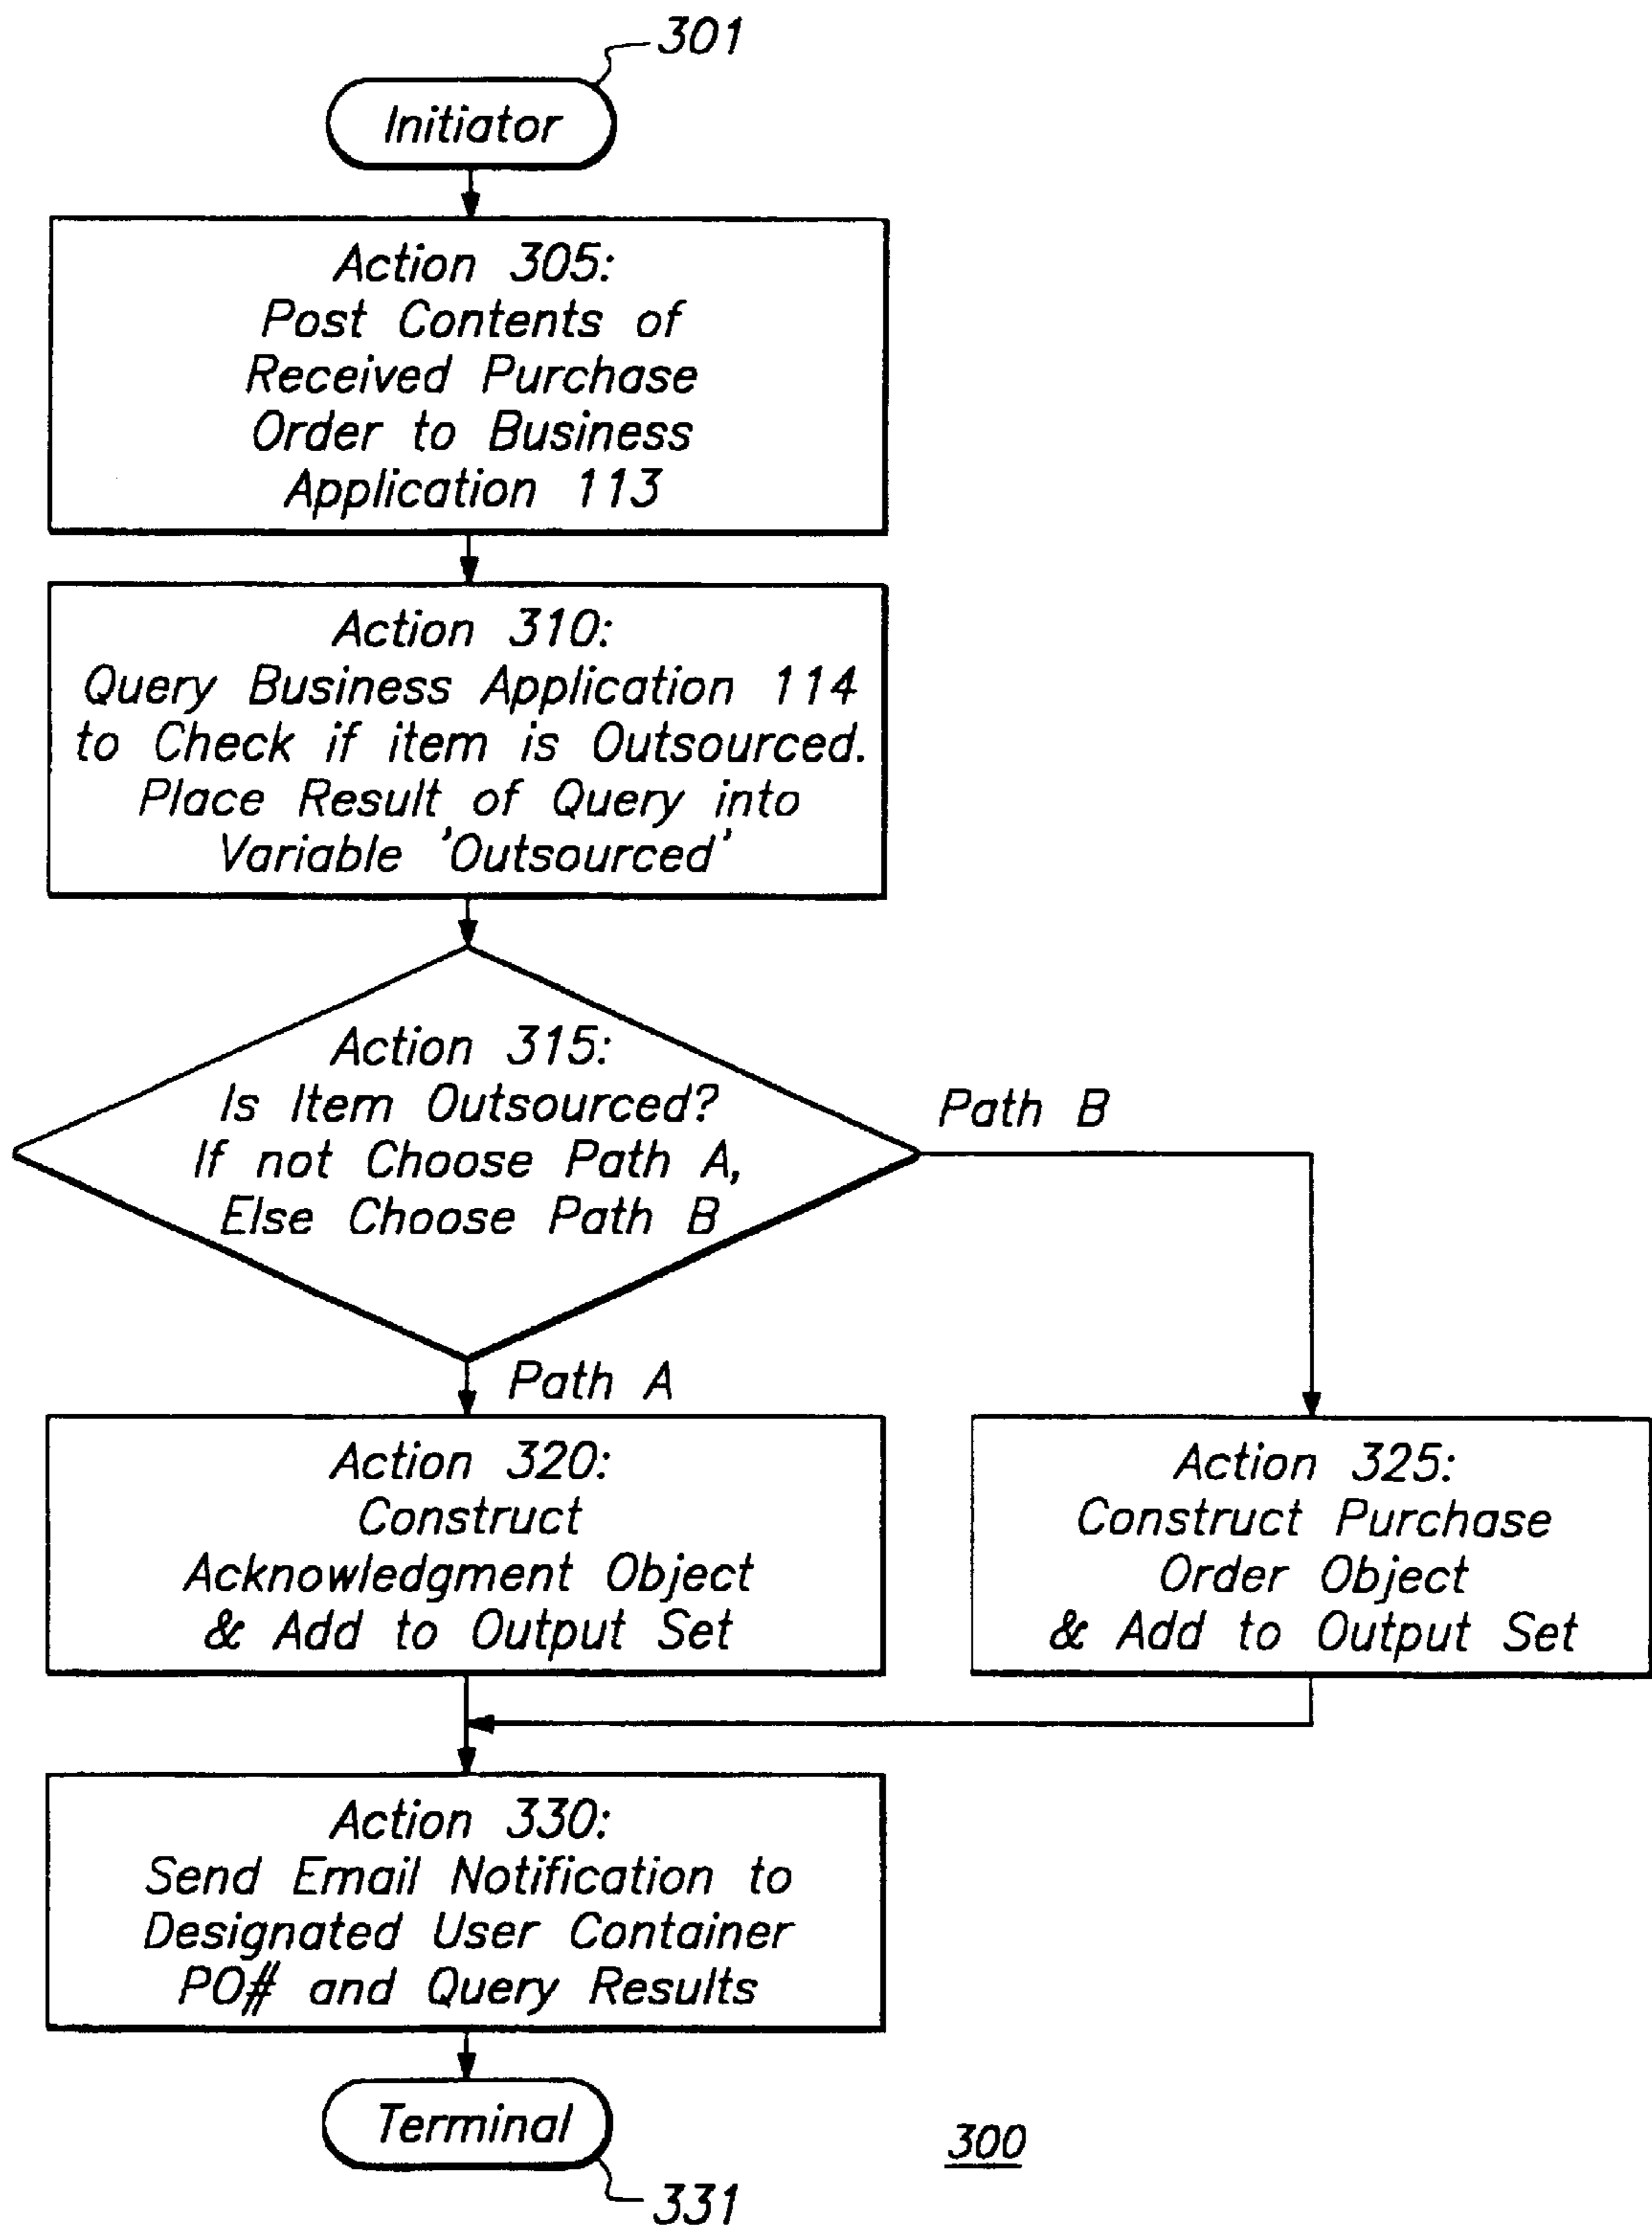 301
Initiator
Action 305:
Post Contents of
Received Purchase
Order to Business
Application 113
Action 310:
Query Business Application 114
to Check if item is Outsourced.
Place Result of Query into
Variable 'Outsourced'
Action 315:
Is Item Outsourced?
If not Choose Path A,
Else Choose Path B
Path B
Path A
Action 320:
Construct
Acknowledgment Object
& Add to Output Set
Action 325:
Construct Purchase
Order Object
& Add to Output Set
Action 330:
Send Email Notification to
Designated User Container
PO# and Query Results
Terminal
300
331